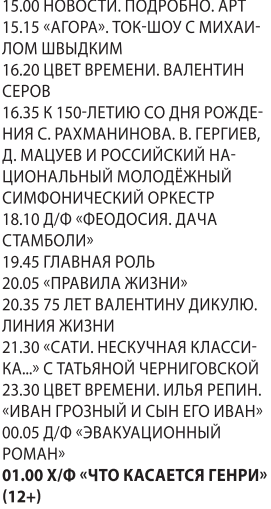 15.00 НОВОСТИ. ПОДРОБНО. АРТ
15.15 «АГОРА». ТОК-ШОУ С МИХАИ-
ЛОМ ШВЫДКИМ
16.20 ЦВЕТ ВРЕМЕНИ. ВАЛЕНТИН
СЕРОВ
16.35 К 150-ЛЕТИЮ СО ДНЯ РОЖДЕ-
НИЯ С. РАХМАНИНОВА. В. ГЕРГИЕВ,
Д. МАЦУЕВ И РОССИЙСКИЙ НА-
ЦИОНАЛЬНЫЙ МОЛОДЁЖНЫЙ
СИМФОНИЧЕСКИЙ ОРКЕСТР
18.10 Д/Ф «ФЕОДОСИЯ. ДАЧА
СТАМБОЛИ»
19.45 ГЛАВНАЯ РОЛЬ
20.05 «ПРАВИЛА ЖИЗНИ»
20.35 75 ЛЕТ ВАЛЕНТИНУ ДИКУЛЮ.
ЛИНИЯ ЖИЗНИ
21.30 «САТИ. НЕСКУЧНАЯ КЛАССИ-
КА...» С ТАТЬЯНОЙ ЧЕРНИГОВСКОЙ
23.30 ЦВЕТ ВРЕМЕНИ. ИЛЬЯ РЕПИН.
«ИВАН ГРОЗНЫЙ И СЫН ЕГО ИВАН»
00.05 Д/Ф «ЭВАКУАЦИОННЫЙ
РОМАН»
01.00 Х/Ф «ЧТО КАСАЕТСЯ ГЕНРИ»
(12+)